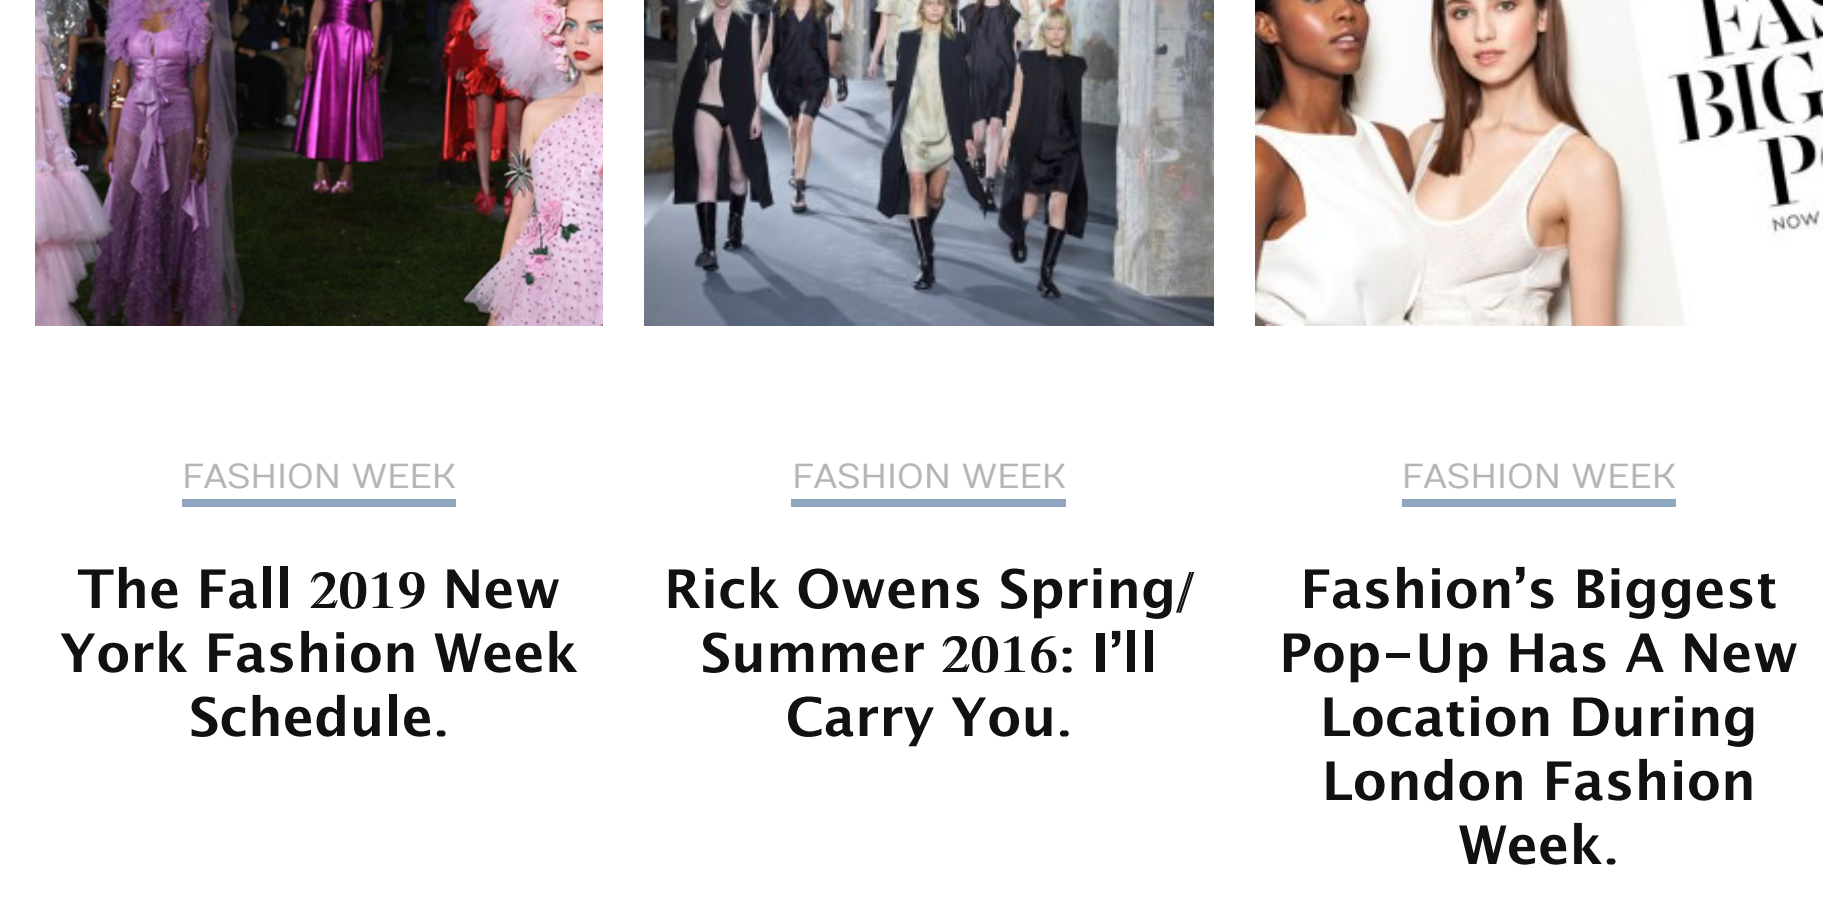 BIG
NOW
FASHION WEEK
The Fall 2019 New
York Fashion Week
Schedule.
FASHION WEEK
Rick Owens Spring/
Summer 2016: I’ll
Carry You.
FASHION WEEK
Fashion’s Biggest
Pop-Up Has A New
Location During
London Fashion
Week.